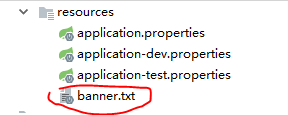 resources
application.properties
application-dev.properties
application-test.properties
banner.txt